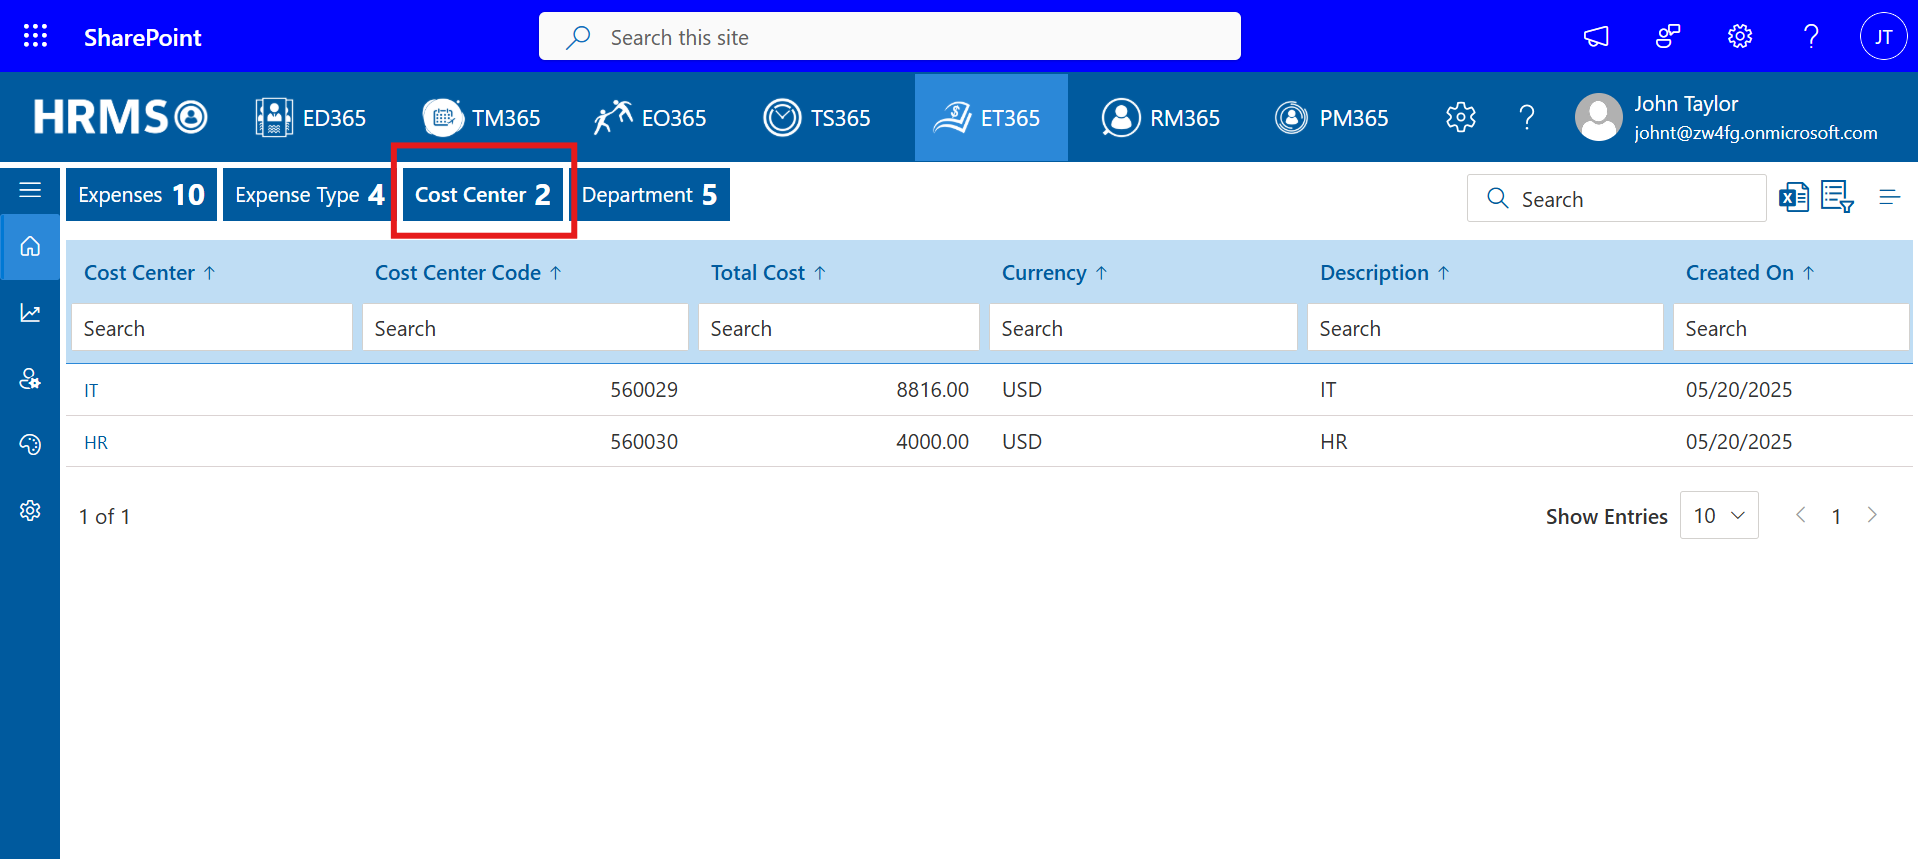 SharePoint
Search this site
JT
HRMS
ED365
TM365
EO365
TS365
ET365
RM365
PM365
?
John Taylor
johnt@zw4fg.onmicrosoft.com
Expenses 10
Expense Type 4
Cost Center 2
Department 5
Search
Cost Center ↑
Cost Center Code ↑
Total Cost ↑
Currency ↑
Description ↑
Created On ↑
Search
Search
Search
Search
Search
Search
IT 560029 8816.00 USD IT 05/20/2025
HR 560030 4000.00 USD HR 05/20/2025
1 of 1
Show Entries 10
1